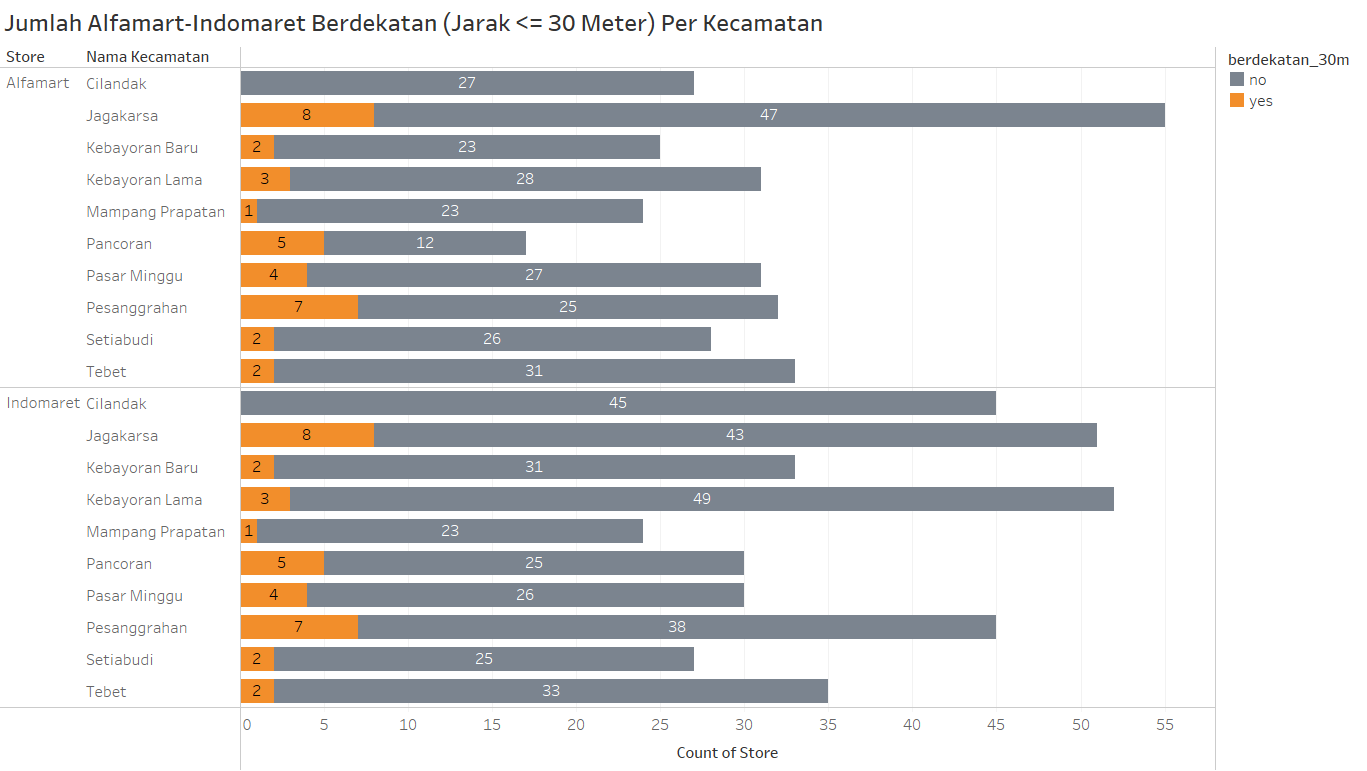 Jumlah Alfamart-Indomaret Berdekatan (Jarak <= 30 Meter) Per Kecamatan
Store Nama Kecamatan
berdekatan_30m
no
yes
Alfamart Cilandak 27
Jagakarsa 8 47
Kebayoran Baru 2 23
Kebayoran Lama 3 28
Mampang Prapatan 1 23
Pancoran 5 12
Pasar Minggu 4 27
Pesanggrahan 7 25
Setiabudi 2 26
Tebet 2 31
Indomaret Cilandak 45
Jagakarsa 8 43
Kebayoran Baru 2 31
Kebayoran Lama 3 49
Mampang Prapatan 1 23
Pancoran 5 25
Pasar Minggu 4 26
Pesanggrahan 7 38
Setiabudi 2 25
Tebet 2 33
0 5 10 15 20 25 30 35 40 45 50 55
Count of Store